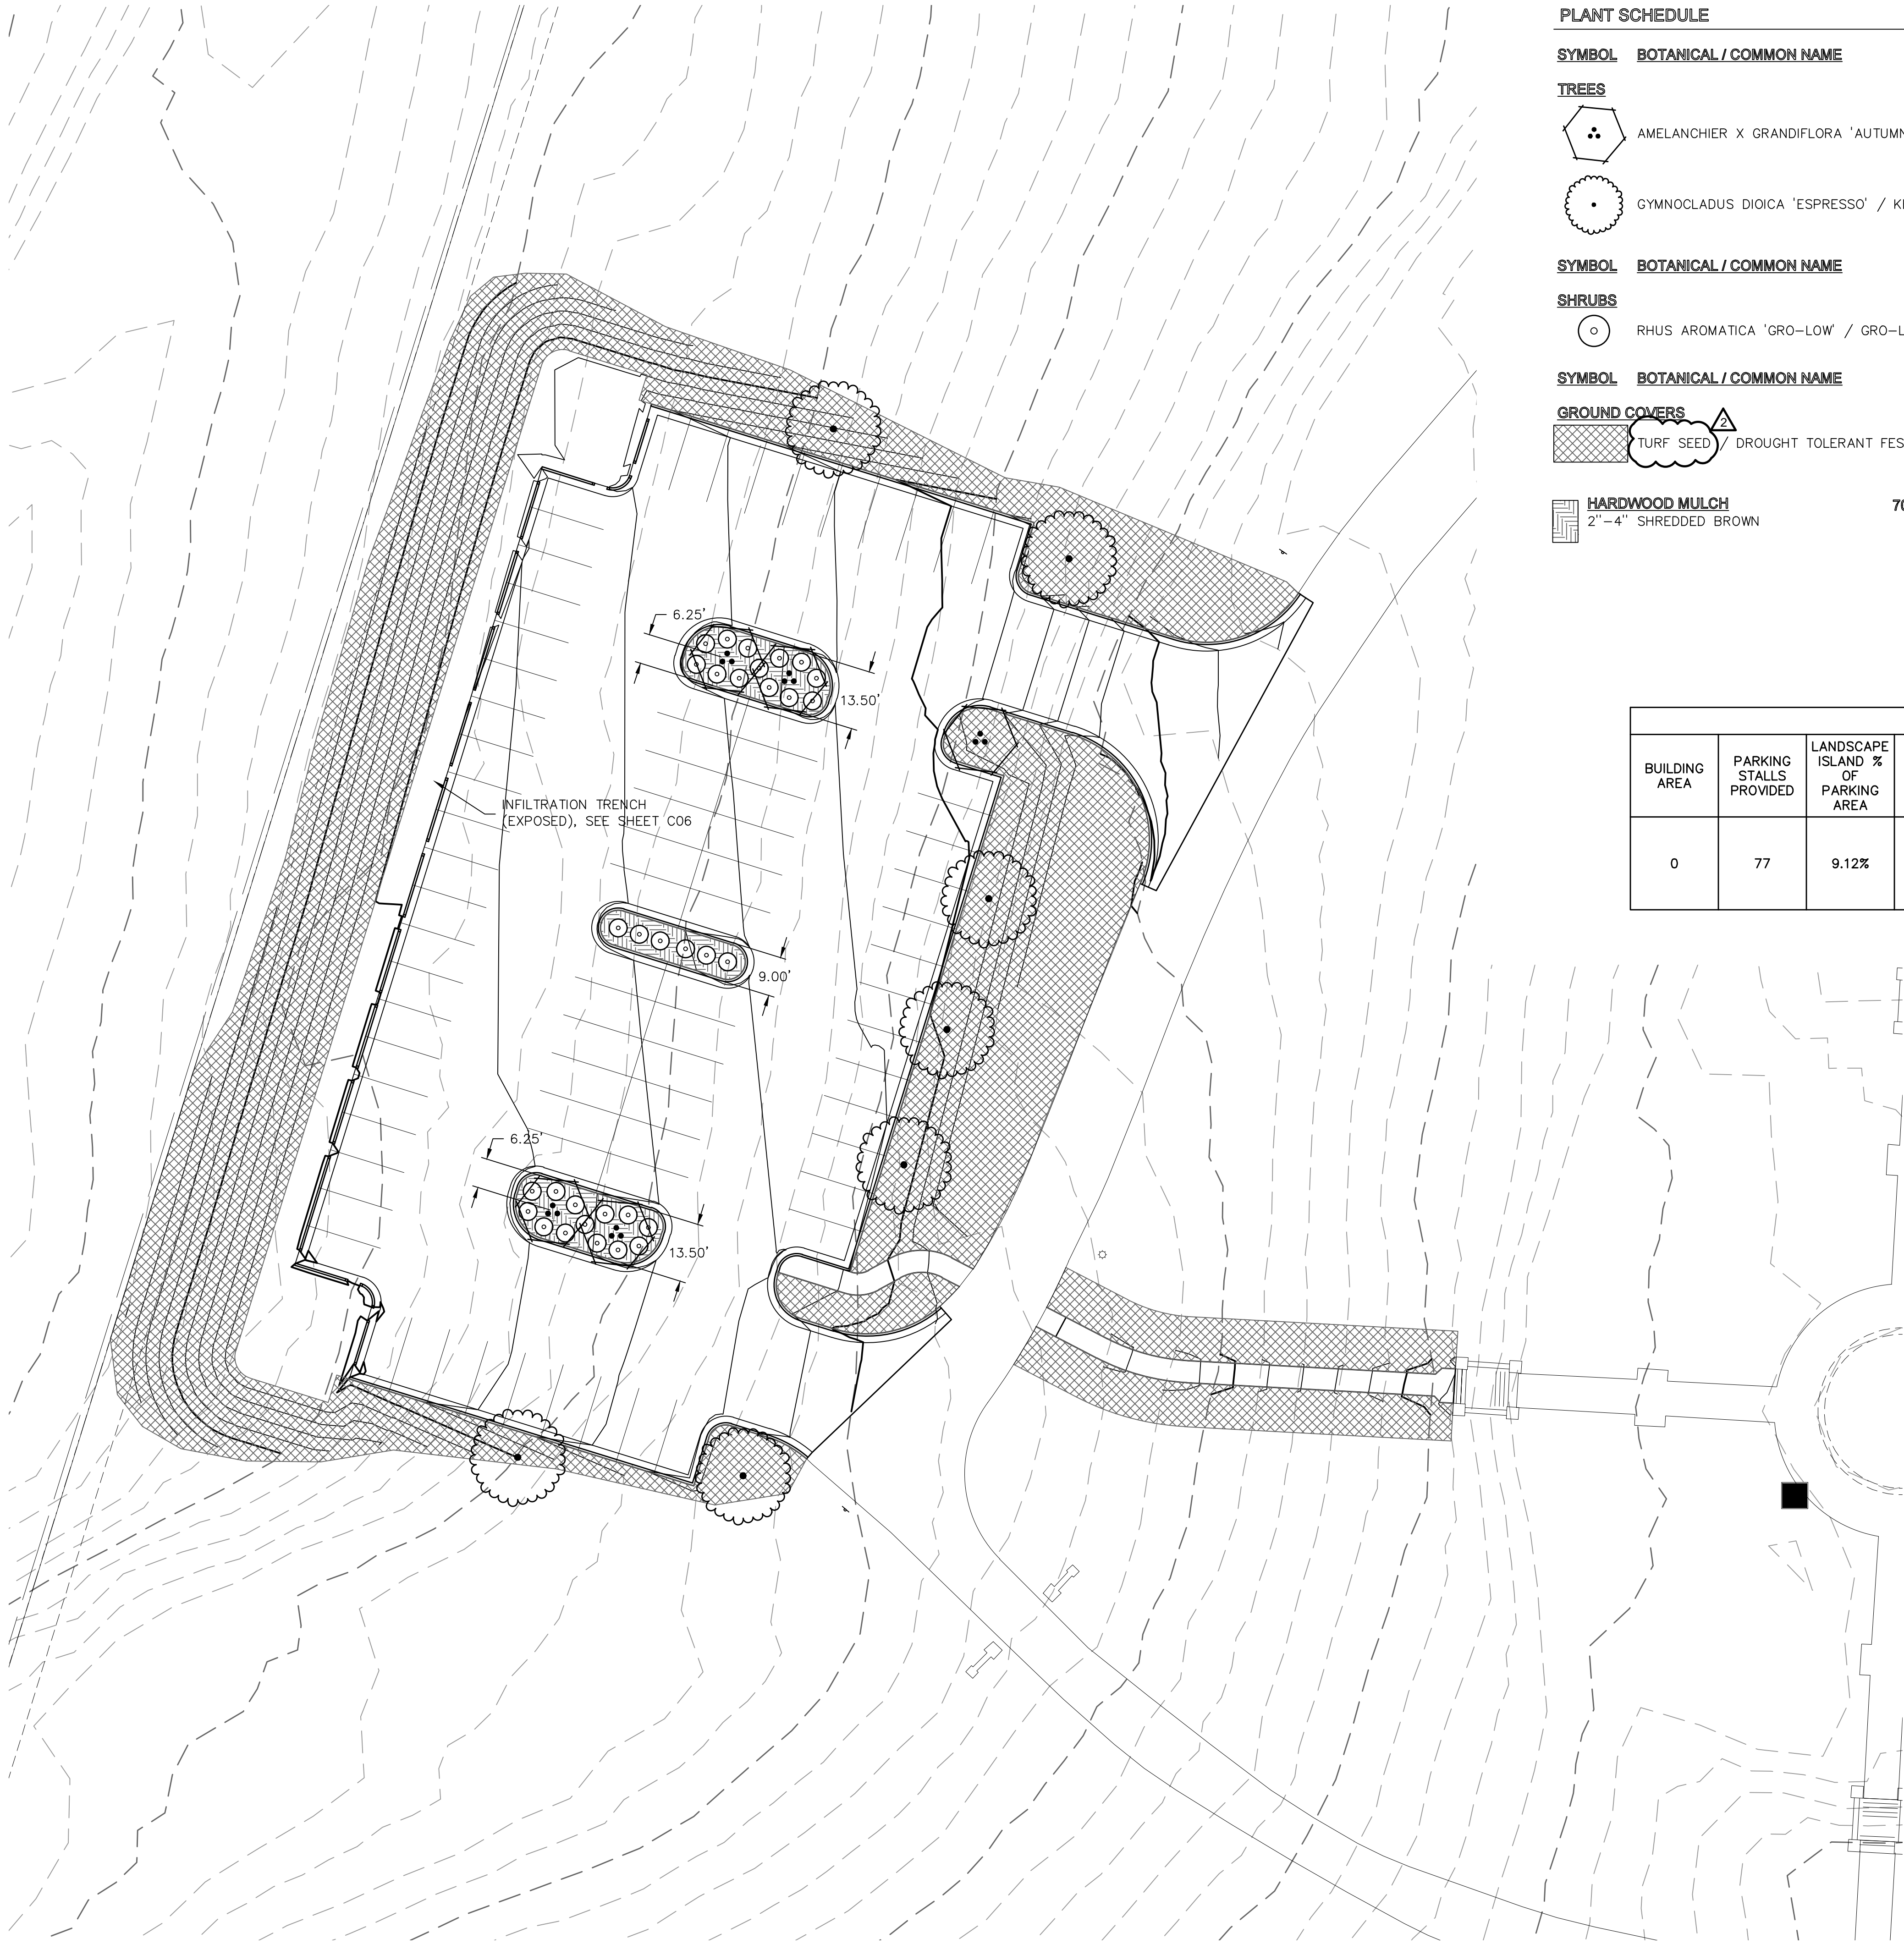 PLANT SCHEDULE
SYMBOL BOTANICAL / COMMON NAME
TREES
AMELANCHIER X GRANDIFLORA 'AUTUMN
GYMNOCLADUS DIOICA 'ESPRESSO' /
SYMBOL BOTANICAL / COMMON NAME
SHRUBS
RHUS AROMATICA 'GRO-LOW' / GRO-L
SYMBOL BOTANICAL / COMMON NAME
GROUND COVERS
2
TURF SEED / DROUGHT TOLERANT FES
HARDWOOD MULCH
2"-4" SHREDDED BROWN
BUILDING
AREA
PARKING
STALLS
PROVIDED
LANDSCAPE
ISLAND %
OF
PARKING
AREA
0
77
9.12%
6.25'
13.50'
INFILTRATION TRENCH
(EXPOSED), SEE SHEET C06
9.00'
6.25'
13.50'